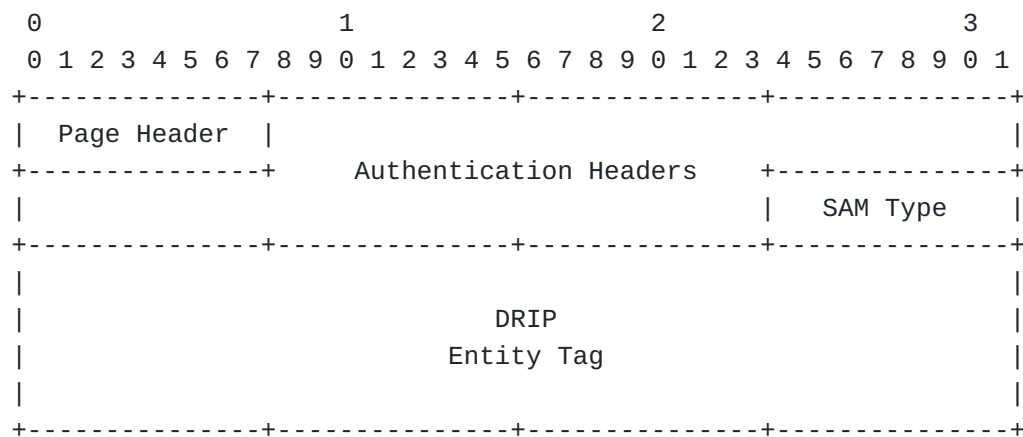 0                   1                   2                   3
 0 1 2 3 4 5 6 7 8 9 0 1 2 3 4 5 6 7 8 9 0 1 2 3 4 5 6 7 8 9 0 1
+---------------+---------------+---------------+---------------+
|  Page Header  |                                               |
+---------------+     Authentication Headers    +---------------+
|                                               |   SAM Type    |
+---------------+---------------+---------------+---------------+
|                                                               |
|                              DRIP                             |
|                           Entity Tag                          |
|                                                               |
+---------------+---------------+---------------+---------------+